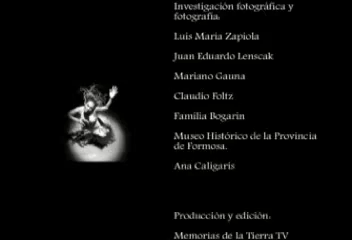 Investigación fotográfica y
fotografía:
Luis Maria Zapiola
Juan Eduardo Lenscak
Mariano Gauna
Claudio Foltz
Familia Bogarin
Museo Histórico de la Provincia
de Formosa.
Ana Caligaris
Producción y edición:
Memorias de la Tierra TV